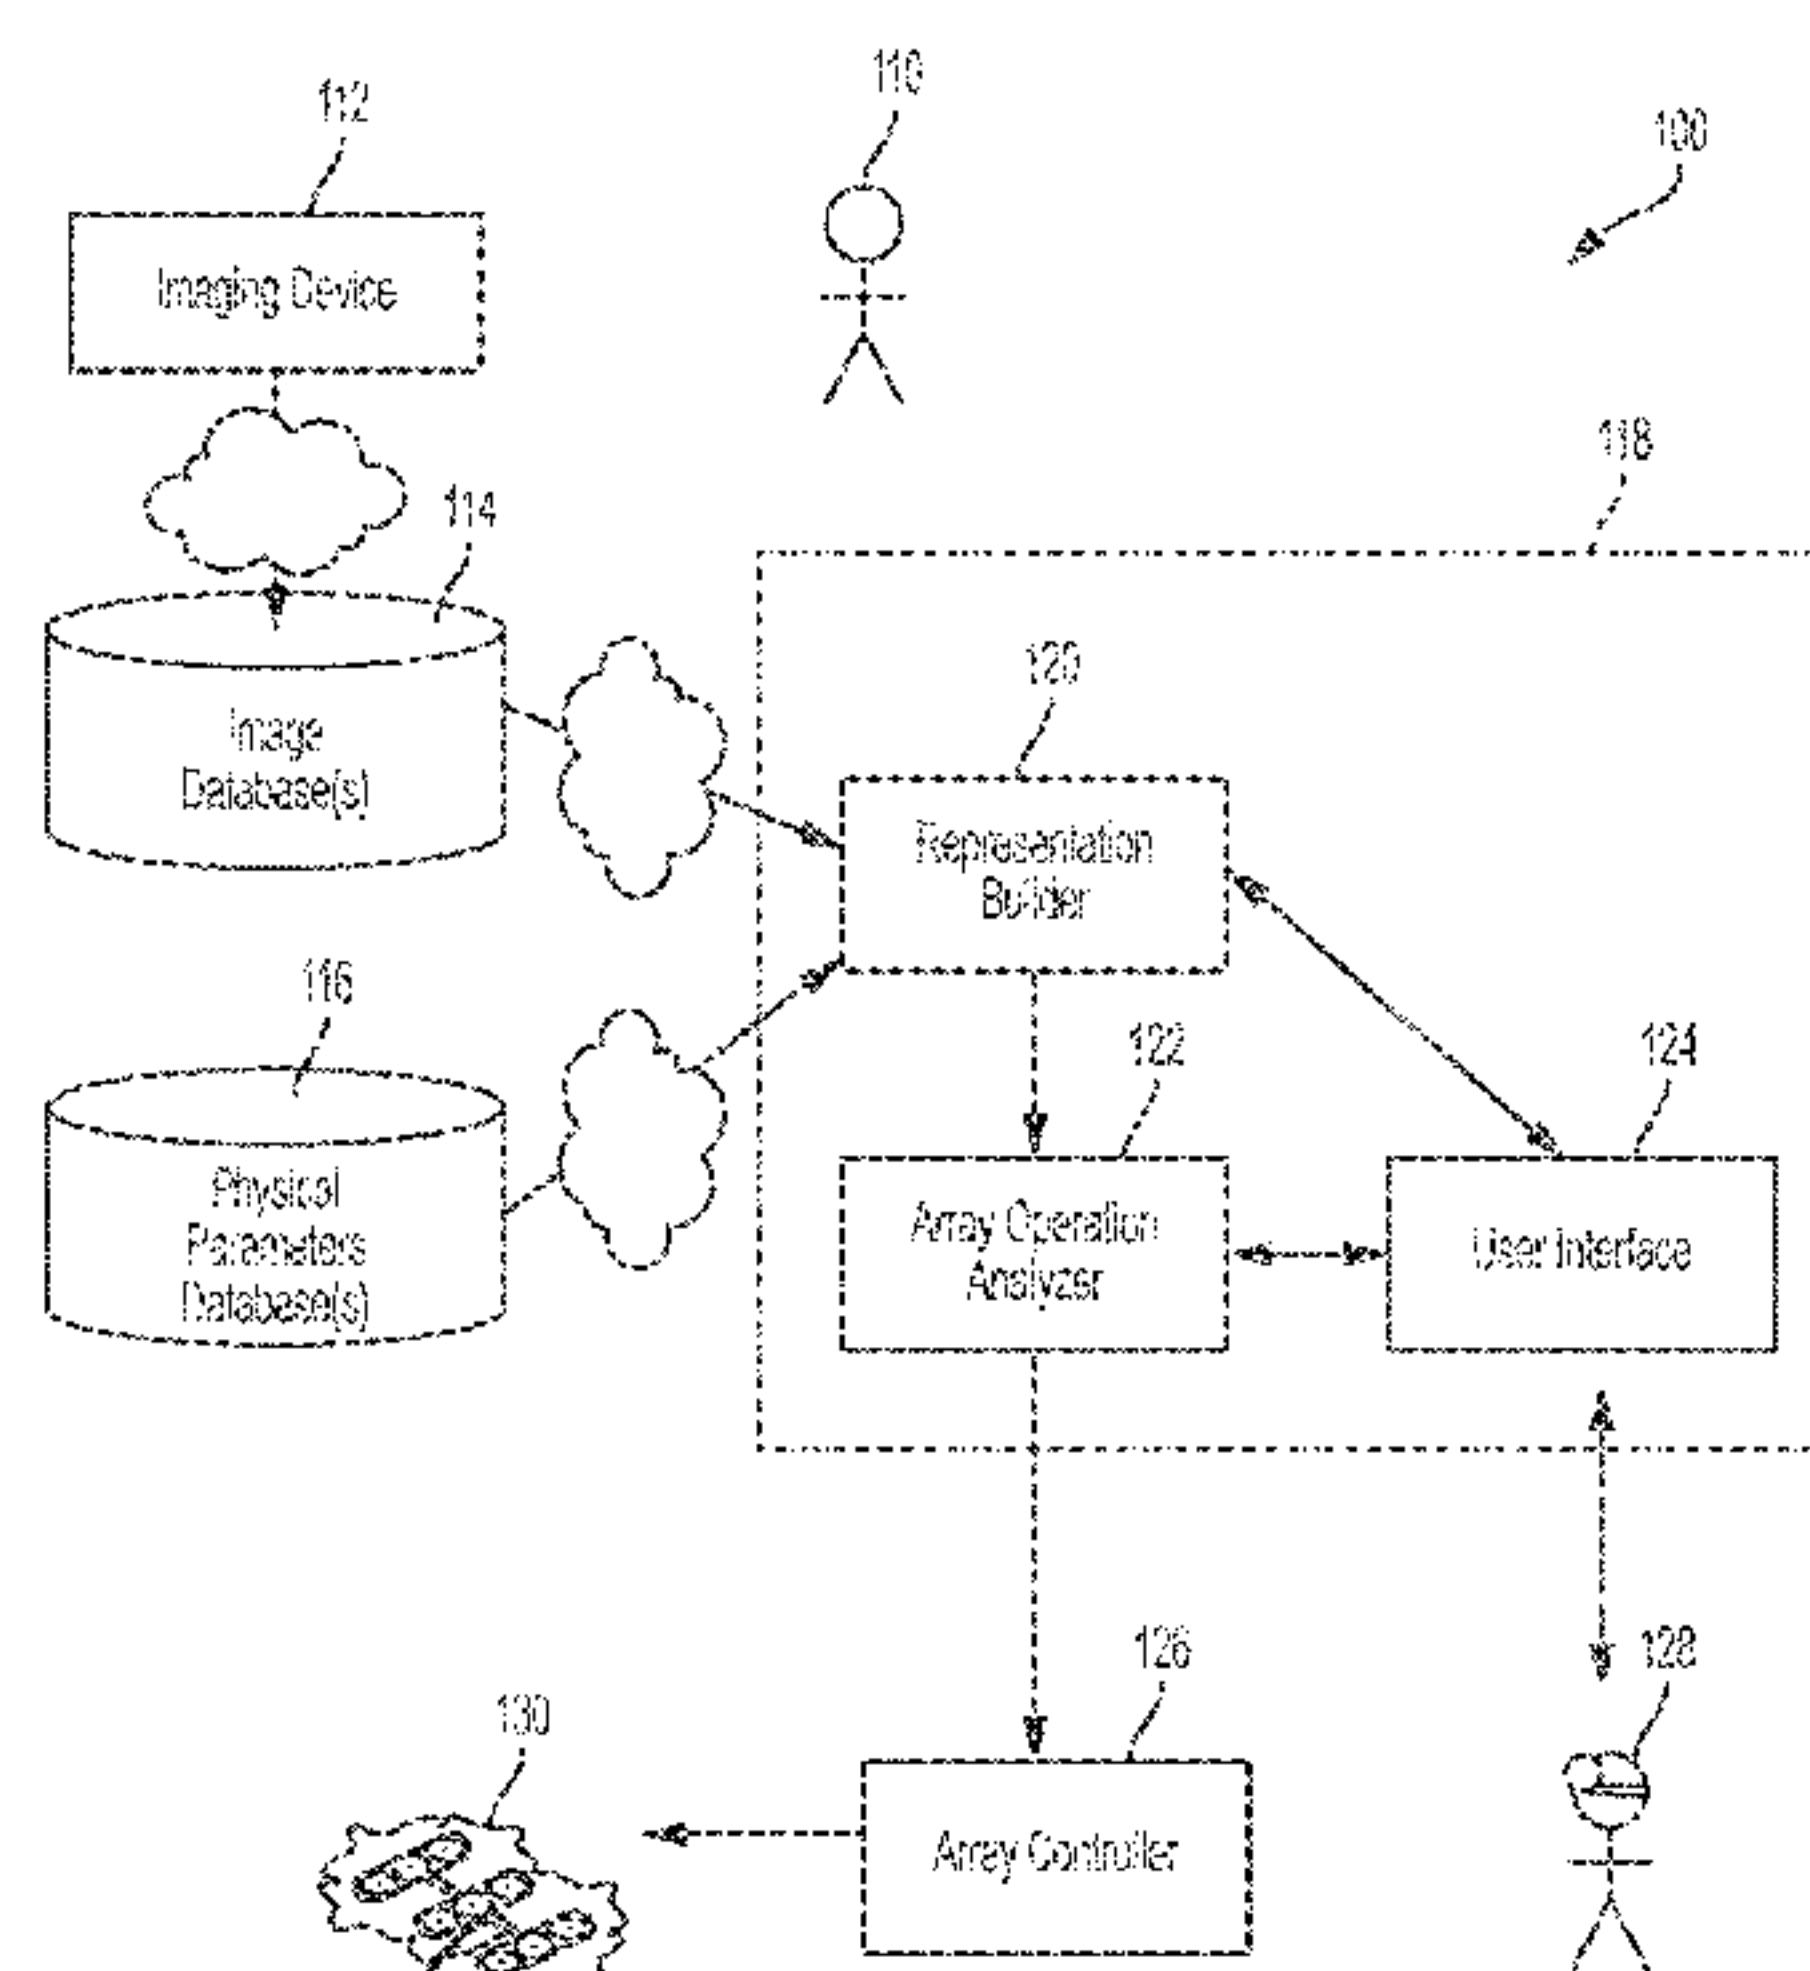 110
112
100
Imaging Device
118
114
120
Image
Database(s)
Representation
Builder
116
122
124
Physical
Parameters
Database(s)
Array Operation
Analyzer
User Interface
126
128
130
Array Controller